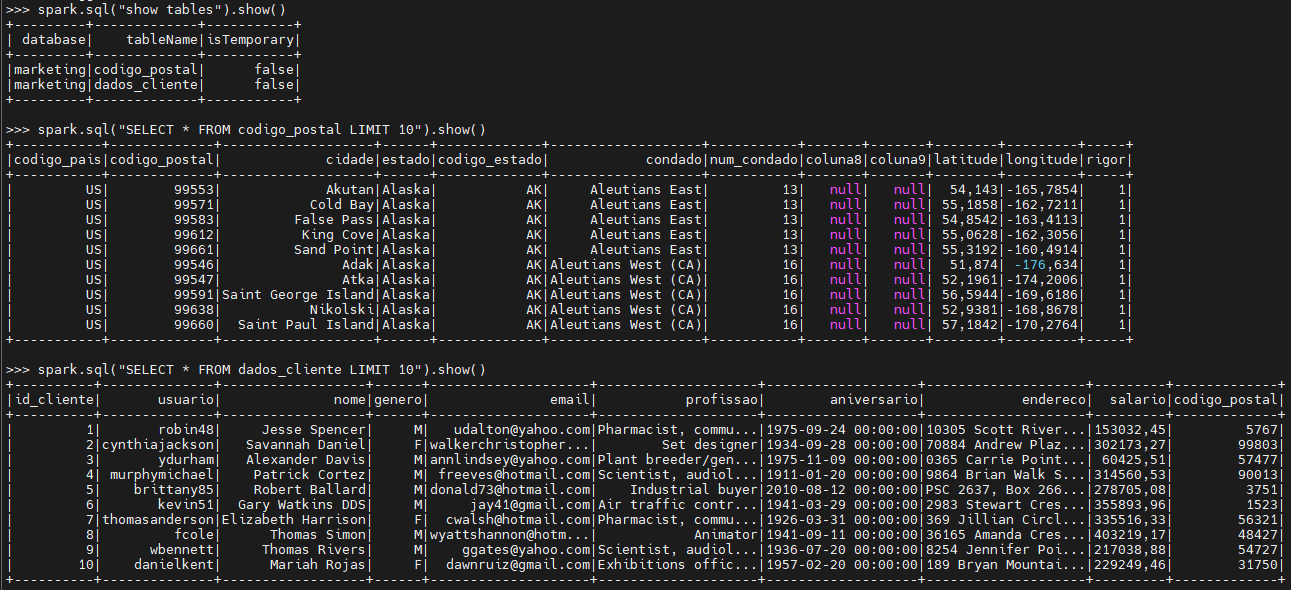 >>> spark.sql("show tables").show()
+---------+-------------+-----------+
| database|    tableName|isTemporary|
+---------+-------------+-----------+
|marketing|codigo_postal|      false|
|marketing|dados_cliente|      false|
+---------+-------------+-----------+
>>> spark.sql("SELECT * FROM codigo_postal LIMIT 10").show()
+-----------+-------------+-------------------+------+-------------+-------------------+-----------+-------+-------+--------+---------+-----+
|codigo_pais|codigo_postal|             cidade|estado|codigo_estado|            condado|num_condado|coluna8|coluna9|latitude|longitude|rigor|
+-----------+-------------+-------------------+------+-------------+-------------------+-----------+-------+-------+--------+---------+-----+
|         US|        99553|             Akutan|Alaska|           AK|     Aleutians East|         13|   null|   null|  54,143|-165,7854|    1|
|         US|        99571|           Cold Bay|Alaska|           AK|     Aleutians East|         13|   null|   null| 55,1858|-162,7211|    1|
|         US|        99583|         False Pass|Alaska|           AK|     Aleutians East|         13|   null|   null| 54,8542|-163,4113|    1|
|         US|        99612|          King Cove|Alaska|           AK|     Aleutians East|         13|   null|   null| 55,0628|-162,3056|    1|
|         US|        99661|         Sand Point|Alaska|           AK|     Aleutians East|         13|   null|   null| 55,3192|-160,4914|    1|
|         US|        99546|               Adak|Alaska|           AK|Aleutians West (CA)|         16|   null|   null|  51,874| -176,634|    1|
|         US|        99547|               Atka|Alaska|           AK|Aleutians West (CA)|         16|   null|   null| 52,1961|-174,2006|    1|
|         US|        99591|Saint George Island|Alaska|           AK|Aleutians West (CA)|         16|   null|   null| 56,5944|-169,6186|    1|
|         US|        99638|           Nikolski|Alaska|           AK|Aleutians West (CA)|         16|   null|   null| 52,9381|-168,8678|    1|
|         US|        99660|  Saint Paul Island|Alaska|           AK|Aleutians West (CA)|         16|   null|   null| 57,1842|-170,2764|    1|
+-----------+-------------+-------------------+------+-------------+-------------------+-----------+-------+-------+--------+---------+-----+
>>> spark.sql("SELECT * FROM dados_cliente LIMIT 10").show()
+----------+--------------+------------------+------+--------------------+--------------------+-------------------+--------------------+---------+-------------+
|id_cliente|       usuario|              nome|genero|               email|           profissao|        aniversario|            endereco|  salario|codigo_postal|
+----------+--------------+------------------+------+--------------------+--------------------+-------------------+--------------------+---------+-------------+
|         1|       robin48|     Jesse Spencer|     M|   udalton@yahoo.com|Pharmacist, commu...|1975-09-24 00:00:00|10305 Scott River...|153032,45|         5767|
|         2|cynthiajackson|   Savannah Daniel|     F|walkerchristopher...|        Set designer|1934-09-28 00:00:00|70884 Andrew Plaz...|302173,27|        99803|
|         3|       ydurham|   Alexander Davis|     M|annlindsey@yahoo.com|Plant breeder/gen...|1975-11-09 00:00:00|0365 Carrie Point...| 60425,51|        57477|
|         4| murphymichael|    Patrick Cortez|     M| freeves@hotmail.com|Scientist, audiol...|1911-01-20 00:00:00|9864 Brian Walk S...|314560,53|        90013|
|         5|    brittany85|    Robert Ballard|     M|donald73@hotmail.com|    Industrial buyer|2010-08-12 00:00:00|PSC 2637, Box 266...|278705,08|         3751|
|         6|       kevin51|  Gary Watkins DDS|     M|     jay41@gmail.com|Air traffic contr...|1941-03-29 00:00:00|2983 Stewart Cres...|355893,96|         1523|
|         7|thomasanderson|Elizabeth Harrison|     F|  cwalsh@hotmail.com|Pharmacist, commu...|1926-03-31 00:00:00|369 Jillian Circl...|335516,33|        56321|
|         8|         fcole|      Thomas Simon|     M|wyattshannon@hotm...|            Animator|1941-09-11 00:00:00|36165 Amanda Cres...|403219,17|        48427|
|         9|      wbennett|     Thomas Rivers|     M|    ggates@yahoo.com|Scientist, audiol...|1936-07-20 00:00:00|8254 Jennifer Poi...|217038,88|        54727|
|        10|    danielkent|      Mariah Rojas|     F|  dawnruiz@gmail.com|Exhibitions offic...|1957-02-20 00:00:00|189 Bryan Mountai...|229249,46|        31750|
+----------+--------------+------------------+------+--------------------+--------------------+-------------------+--------------------+---------+-------------+